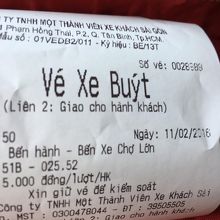 TY TNHH MỘT THÀNH VIÊN XE KHÁCH SÀI GÒN
Phạm Hồng Thái, P.2, Q. Tân Bình, Tp.HCM
Mẫu số: 01VEDB2/011 - Ký hiệu: BE/13T
Số vé: 0028989
Vé Xe Buýt
(Liên 2: Giao cho hành khách)
50
Ngày: 11/02/2016
Bến hành - Bến Xe Chợ Lớn
51B - 025.52
5.000 đồng/lượt/HK
Xin giữ vé để kiểm soát
Công ty TNHH Một Thành Viên Xe Khách Sài
MST: 0300478044 - ĐT: 39505505